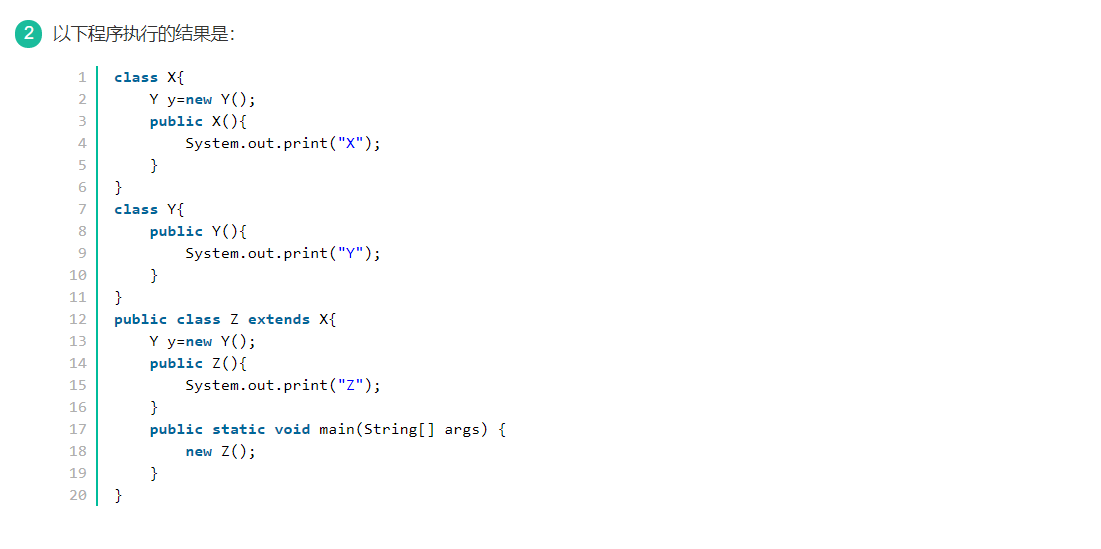 2 以下程序执行的结果是：
1 class X{
2     Y y=new Y();
3     public X(){
4         System.out.print("X");
5     }
6 }
7 class Y{
8     public Y(){
9         System.out.print("Y");
10     }
11 }
12 public class Z extends X{
13     Y y=new Y();
14     public Z(){
15         System.out.print("Z");
16     }
17     public static void main(String[] args) {
18         new Z();
19     }
20 }